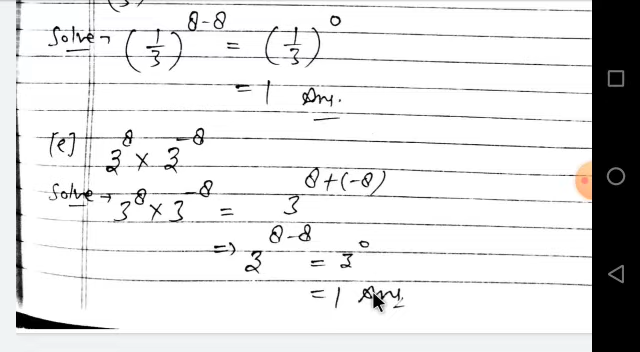 Solve → (1/3)^{8-8} = (1/3)^0
= 1 Ans.
[e] 3^8 × 3^{-8}
Solve → 3^8 × 3^{-8} = 3^{8+(-8)}
=> 3^{8-8} = 3^0
= 1 Ans.